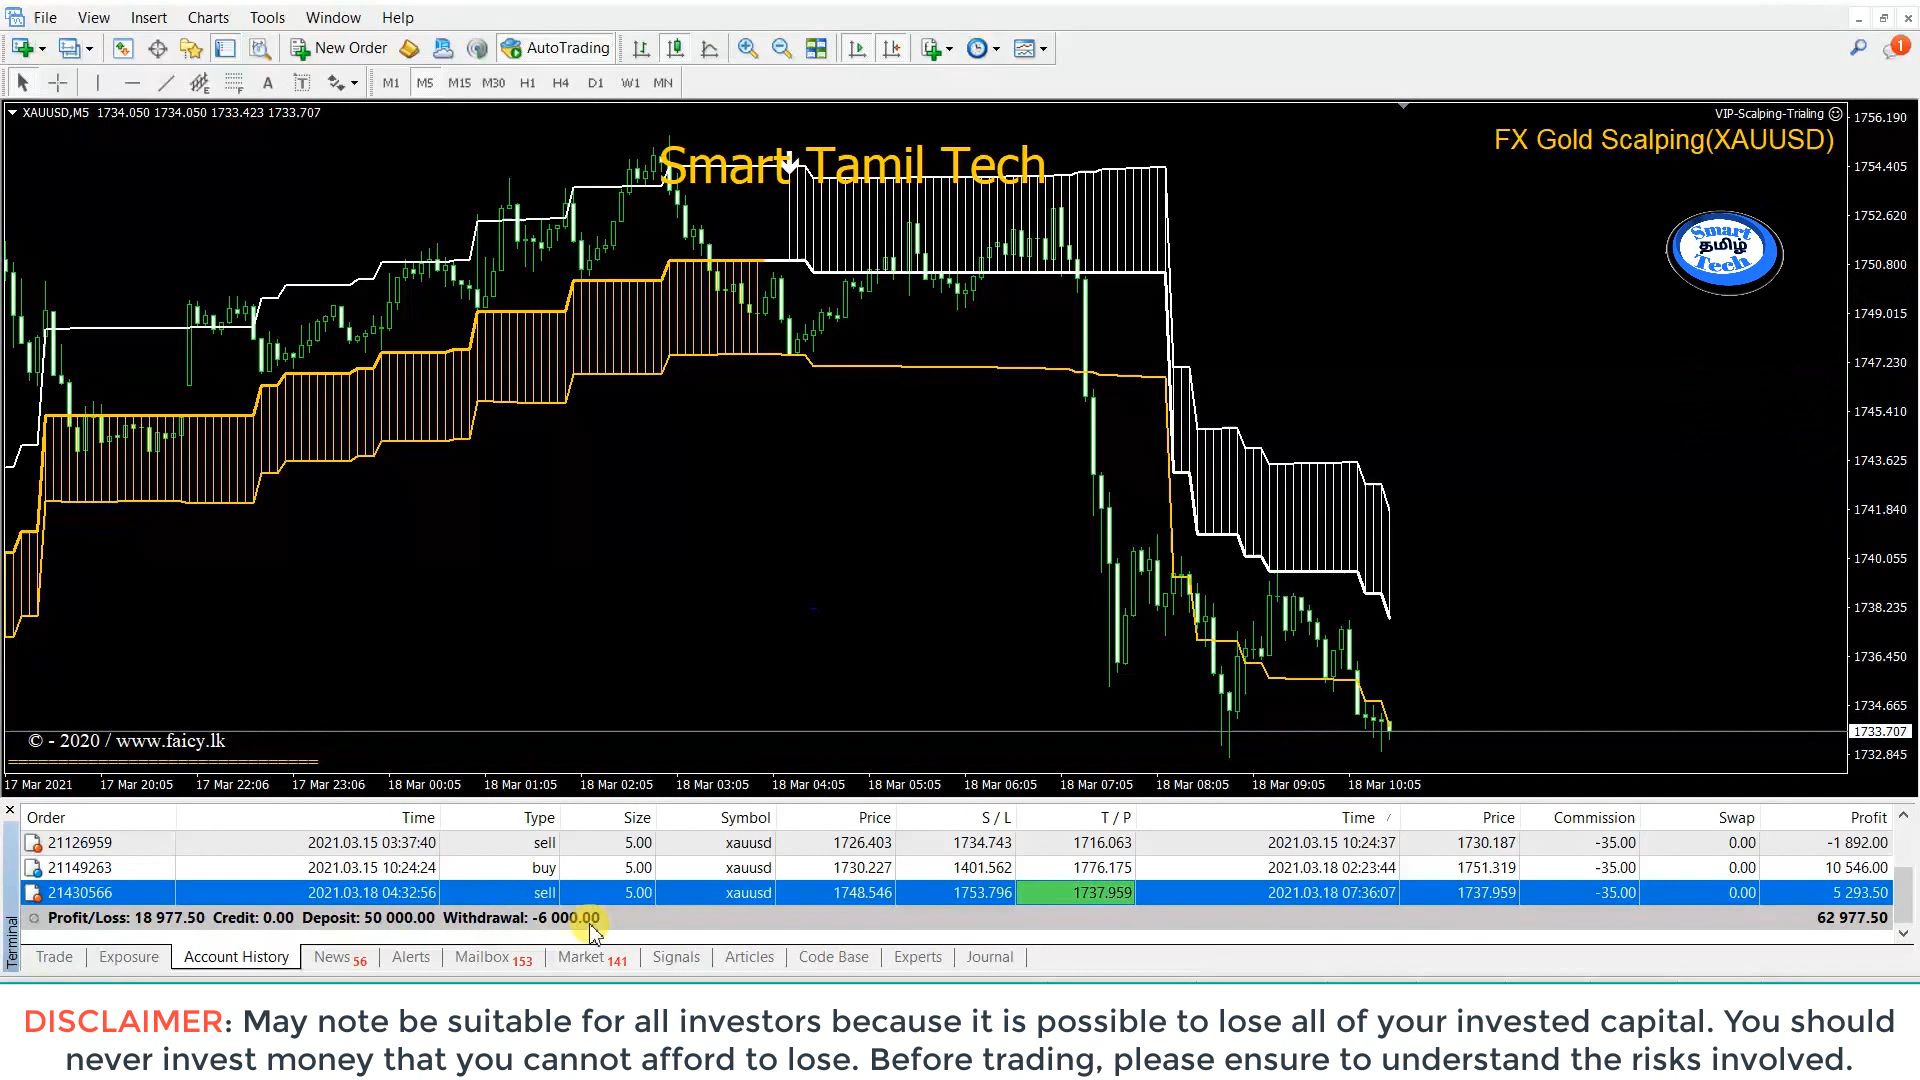 File View Insert Charts Tools Window Help
New Order AutoTrading 1
A T M1 M5 M15 M30 H1 H4 D1 W1 MN
XAUUSD,M5 1734.050 1734.050 1733.423 1733.707
VIP-Scalping-Trialing
FX Gold Scalping(XAUUSD)
Smart Tamil Tech
Smart
தமிழ்
Tech
1756.190
1754.405
1752.620
1750.800
1749.015
1747.230
1745.410
1743.625
1741.840
1740.055
1738.235
1736.450
1734.665
1733.707
1732.845
© - 2020 / www.faicy.lk
==============================
17 Mar 2021 17 Mar 20:05 17 Mar 22:06 17 Mar 23:06 18 Mar 00:05 18 Mar 01:05 18 Mar 02:05 18 Mar 03:05 18 Mar 04:05 18 Mar 05:05 18 Mar 06:05 18 Mar 07:05 18 Mar 08:05 18 Mar 09:05 18 Mar 10:05
Order Time Type Size Symbol Price S / L T / P Time / Price Commission Swap Profit
21126959 2021.03.15 03:37:40 sell 5.00 xauusd 1726.403 1734.743 1716.063 2021.03.15 10:24:37 1730.187 -35.00 0.00 -1 892.00
21149263 2021.03.15 10:24:24 buy 5.00 xauusd 1730.227 1401.562 1776.175 2021.03.18 02:23:44 1751.319 -35.00 0.00 10 546.00
21430566 2021.03.18 04:32:56 sell 5.00 xauusd 1748.546 1753.796 1737.959 2021.03.18 07:36:07 1737.959 -35.00 0.00 5 293.50
Profit/Loss: 18 977.50 Credit: 0.00 Deposit: 50 000.00 Withdrawal: -6 000.00 62 977.50
Terminal
Trade Exposure Account History News 56 Alerts Mailbox 153 Market 141 Signals Articles Code Base Experts Journal
DISCLAIMER: May note be suitable for all investors because it is possible to lose all of your invested capital. You should
never invest money that you cannot afford to lose. Before trading, please ensure to understand the risks involved.